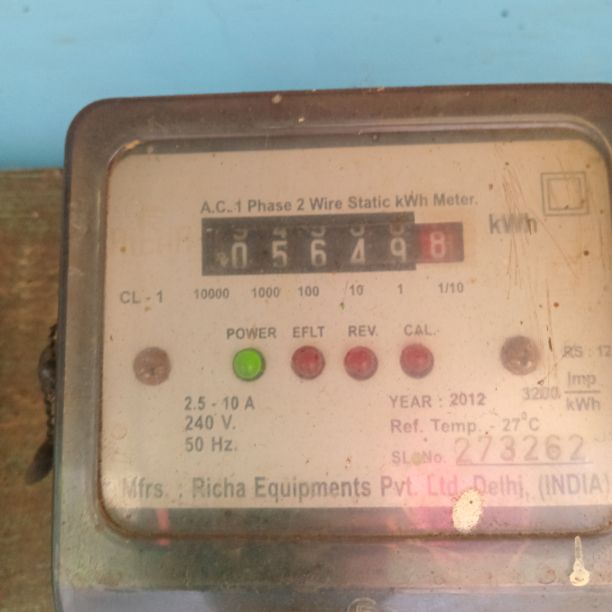 A.C..1 Phase 2 Wire Static kWh Meter.
05649 8 kWh
CL - 1 10000 1000 100 10 1 1/10
POWER EFLT REV. CAL.
RS : 12
3200 Imp
kWh
2.5 - 10 A
240 V.
50 Hz.
YEAR : 2012
Ref. Temp. - 27°C
SL. No. 273262
Mfrs. : Richa Equipments Pvt. Ltd. Delhi, (INDIA)